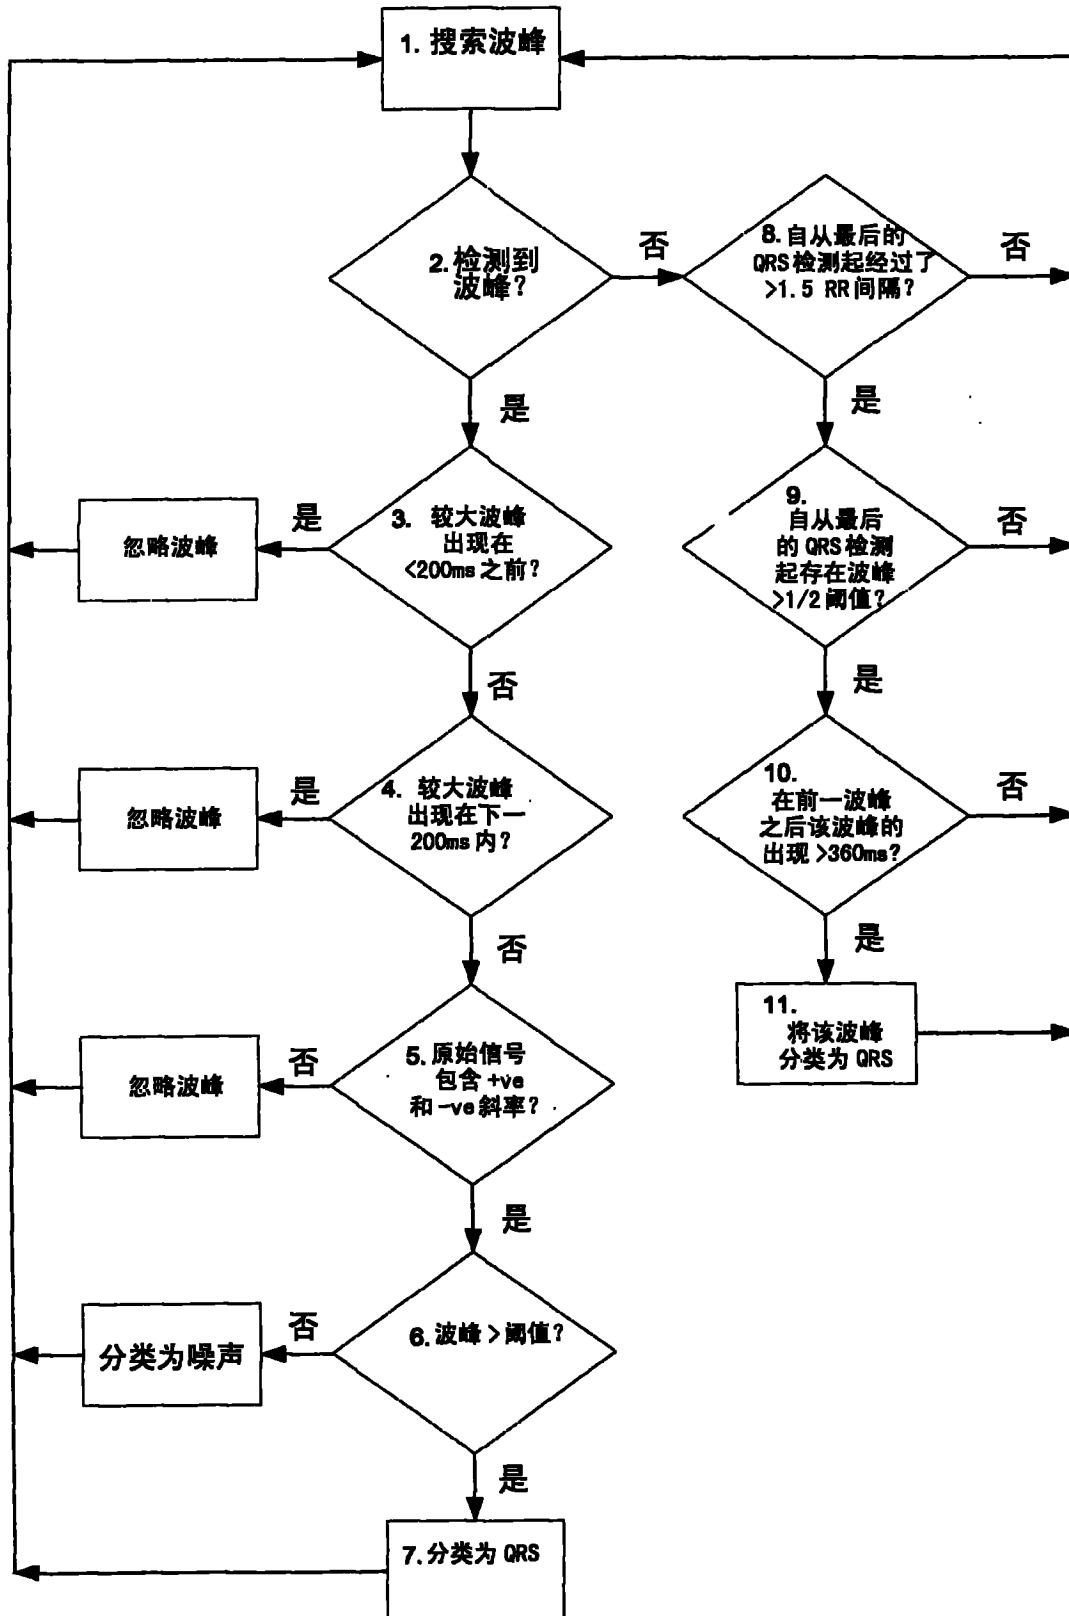 1. 搜索波峰
2. 检测到
波峰？
否
8. 自从最后的
QRS 检测起经过了
>1.5 RR 间隔？
否
是
是
3. 较大波峰
出现在
<200ms 之前？
是
忽略波峰
9.
自从最后
的 QRS 检测
起存在波峰
>1/2 阈值？
否
否
是
4. 较大波峰
出现在下一
200ms 内？
是
忽略波峰
10.
在前一波峰
之后该波峰的
出现 >360ms？
否
否
是
5. 原始信号
包含 +ve
和 -ve 斜率？
否
忽略波峰
11.
将该波峰
分类为 QRS
是
6. 波峰 > 阈值？
否
分类为噪声
是
7. 分类为 QRS